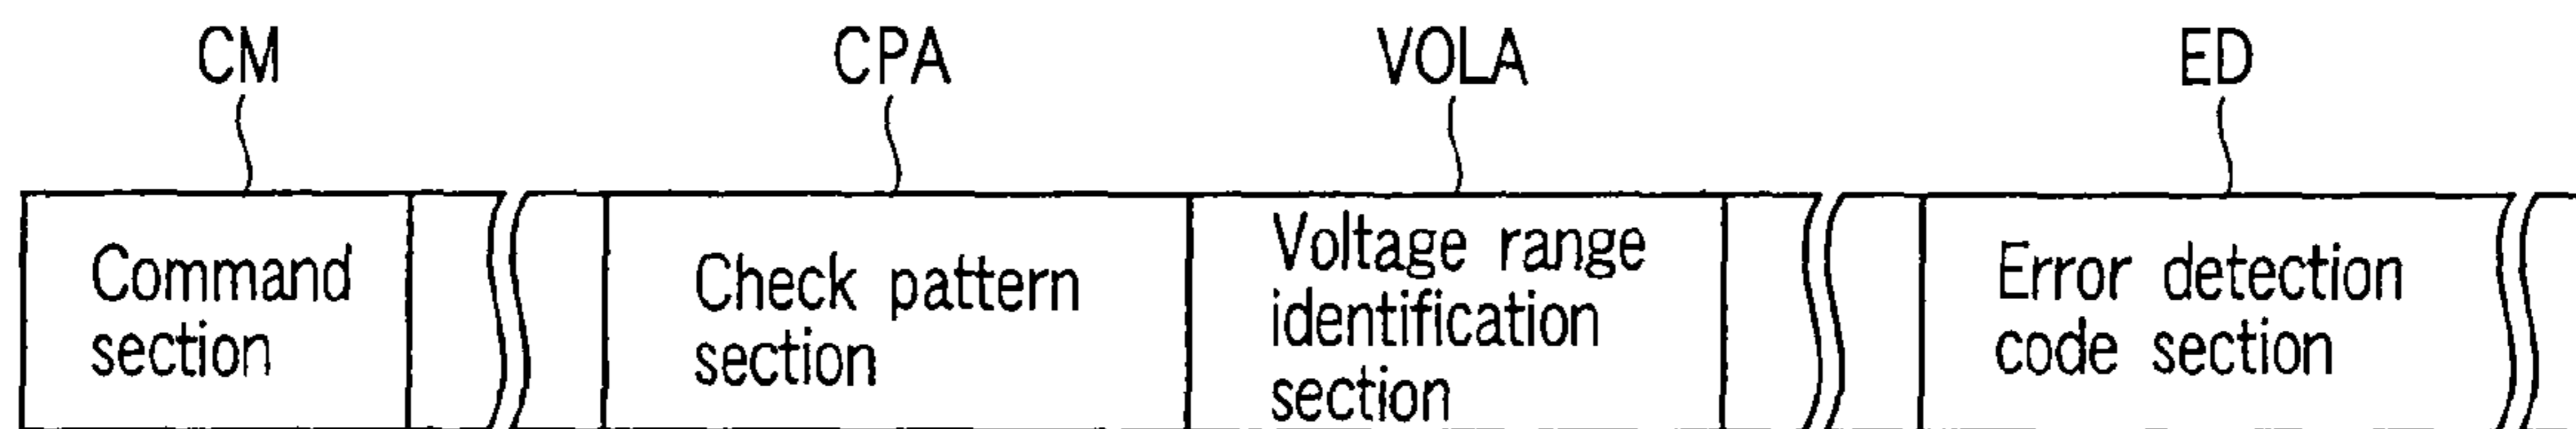 CM CPA VOLA ED
Command
section
Check pattern
section
Voltage range
identification
section
Error detection
code section